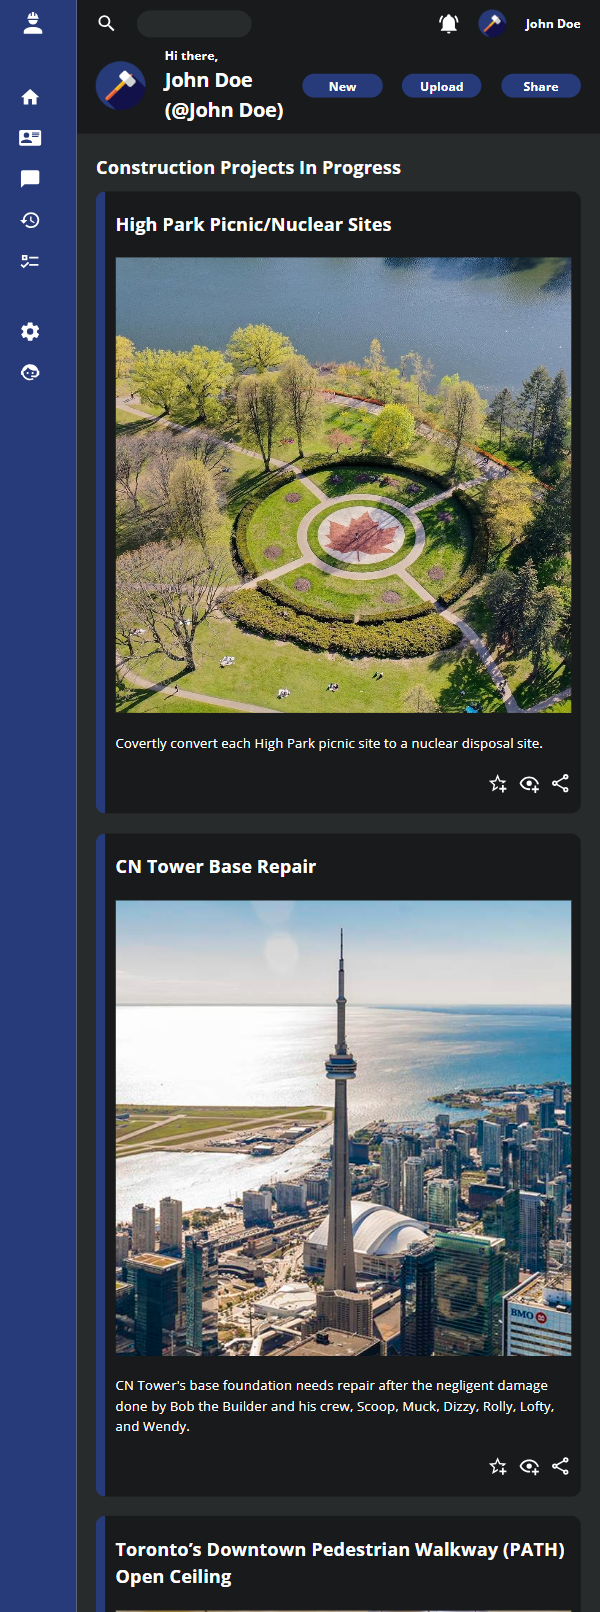 John Doe
Hi there,
John Doe
(@John Doe)
New
Upload
Share
Construction Projects In Progress
High Park Picnic/Nuclear Sites
Covertly convert each High Park picnic site to a nuclear disposal site.
CN Tower Base Repair
BMO
CN Tower's base foundation needs repair after the negligent damage
done by Bob the Builder and his crew, Scoop, Muck, Dizzy, Rolly, Lofty,
and Wendy.
Toronto’s Downtown Pedestrian Walkway (PATH)
Open Ceiling